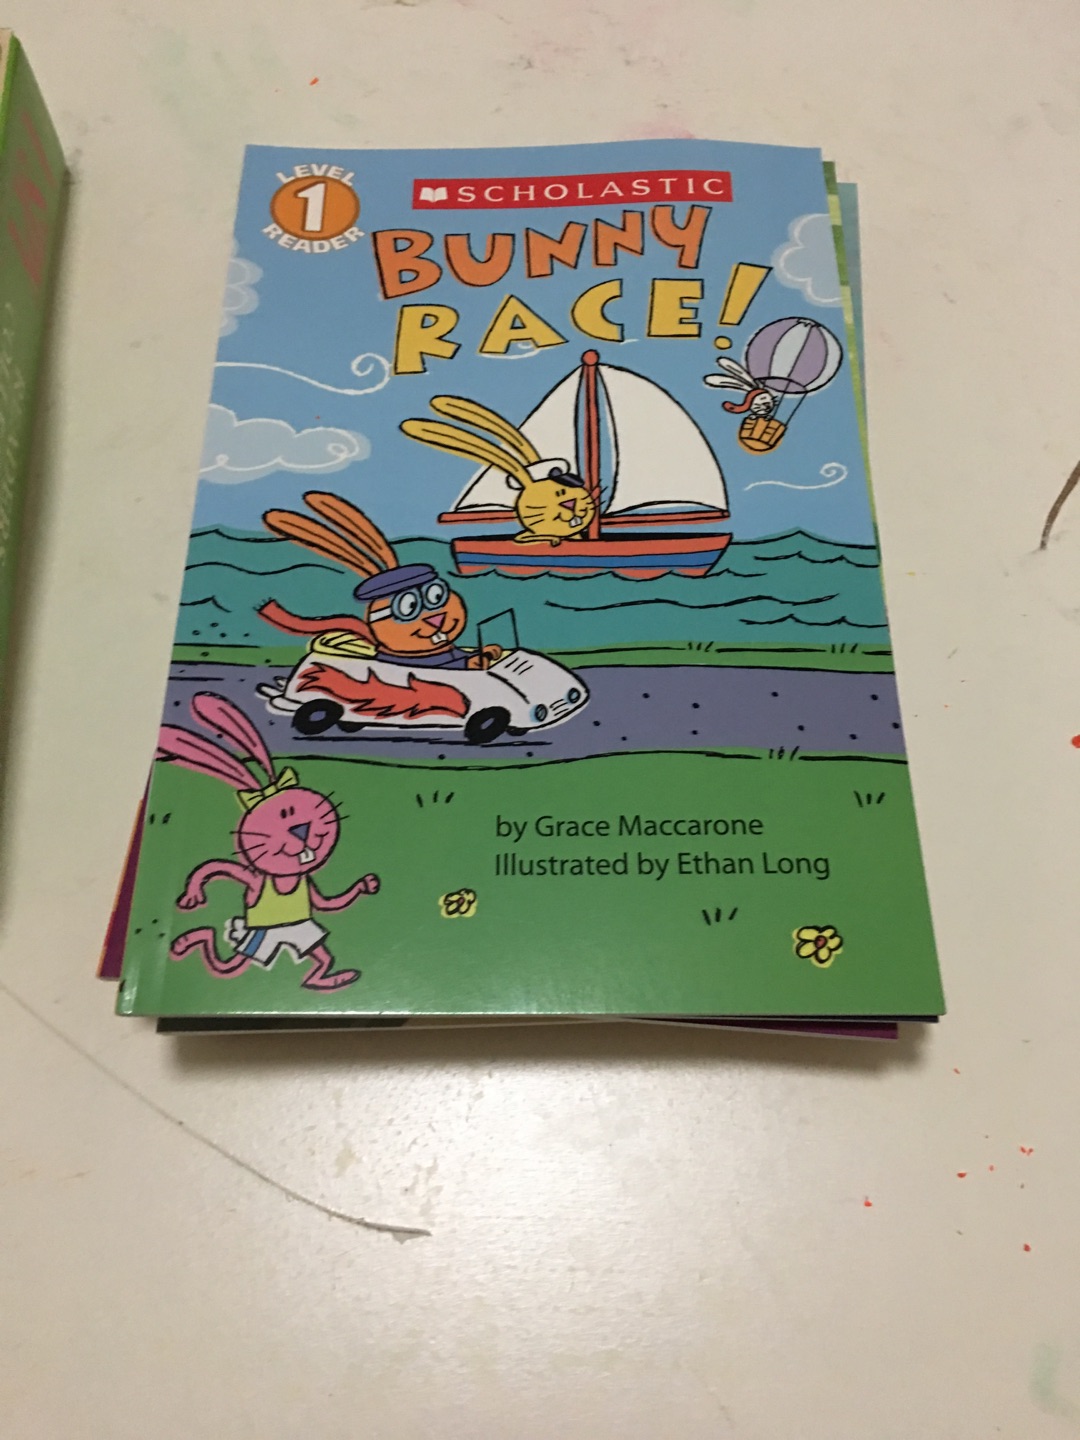 LEVEL
1
READER
SCHOLASTIC
BUNNY
RACE!
by Grace Maccarone
Illustrated by Ethan Long